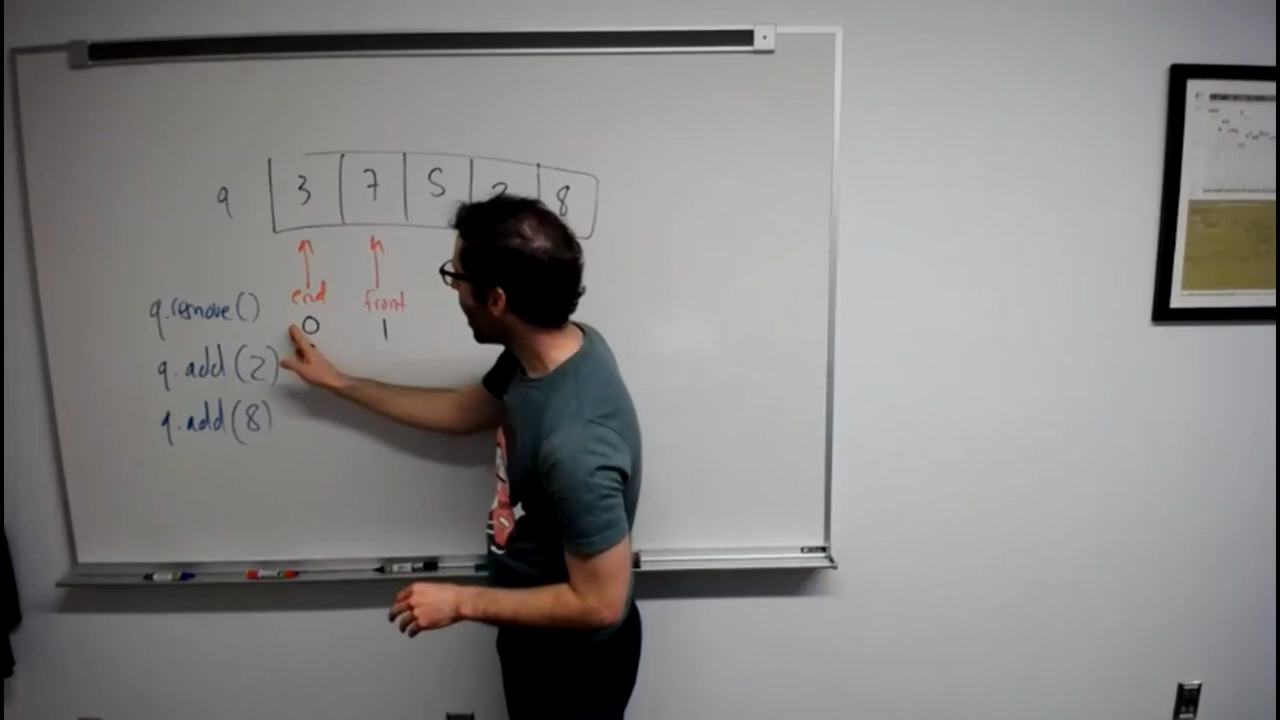 q 3 7 5 2 8
end front
q.remove() 0 1
q.add(2)
q.add(8)